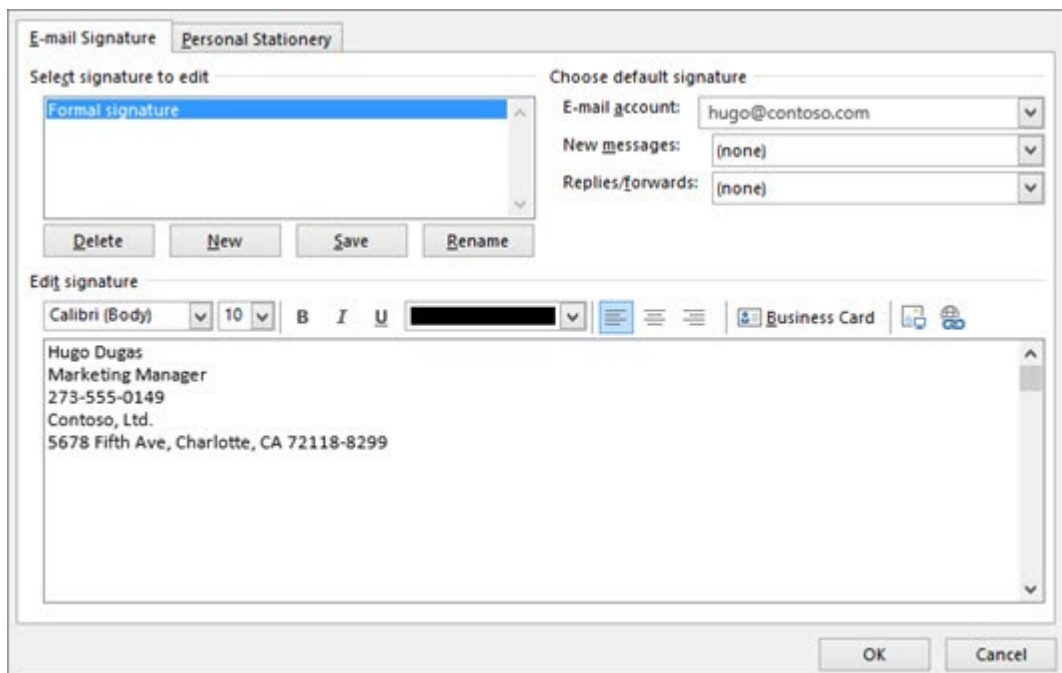 E-mail Signature
Personal Stationery
Select signature to edit
Formal signature
Delete
New
Save
Rename
Choose default signature
E-mail account:
hugo@contoso.com
New messages:
(none)
Replies/forwards:
(none)
Edit signature
Calibri (Body)
10
B
I
U
Business Card
Hugo Dugas
Marketing Manager
273-555-0149
Contoso, Ltd.
5678 Fifth Ave, Charlotte, CA 72118-8299
OK
Cancel